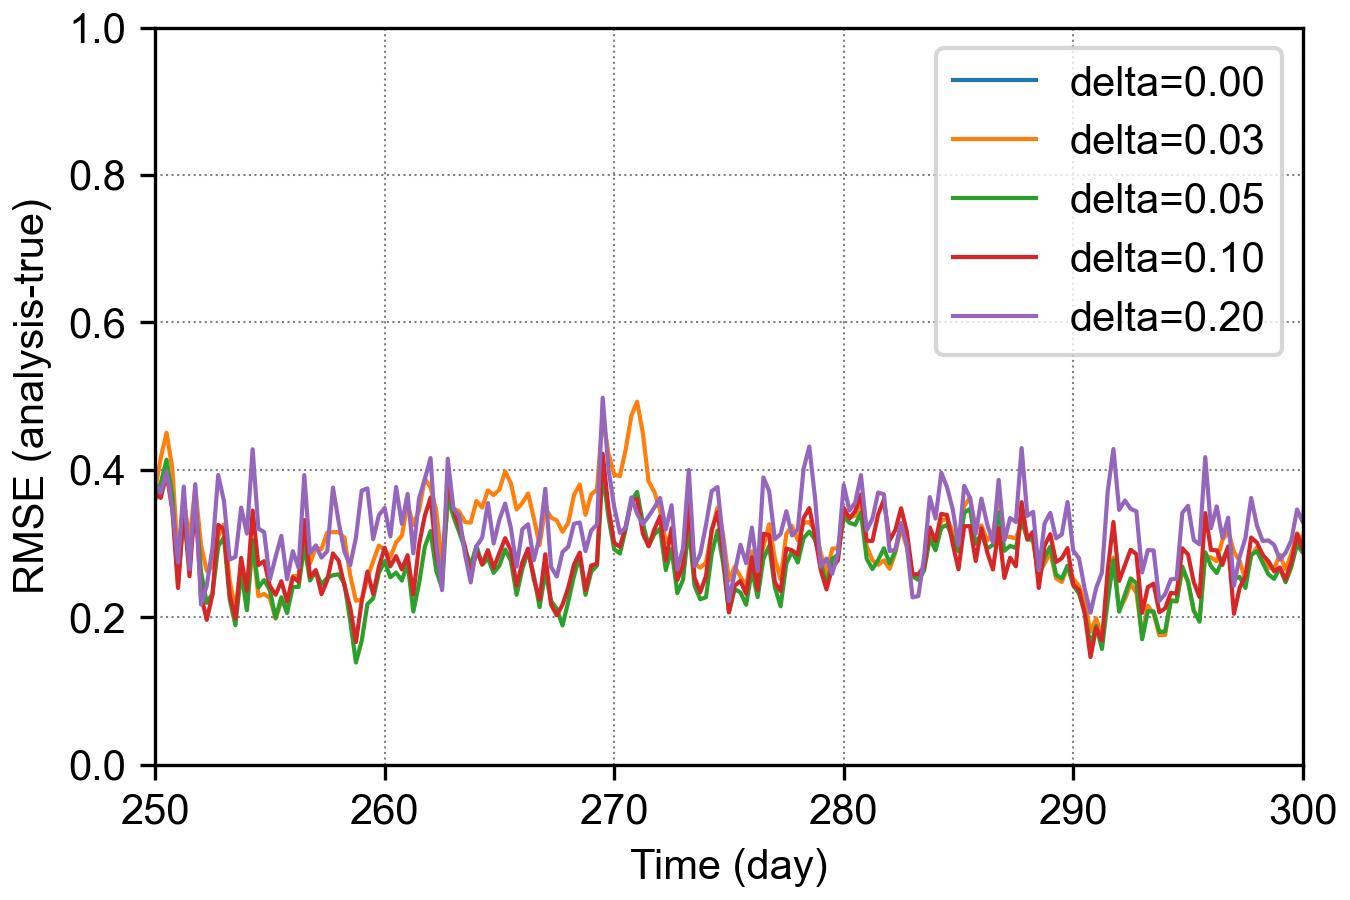 1.0
0.8
0.6
0.4
0.2
0.0
RMSE (analysis-true)
delta=0.00
delta=0.03
delta=0.05
delta=0.10
delta=0.20
250 260 270 280 290 300
Time (day)